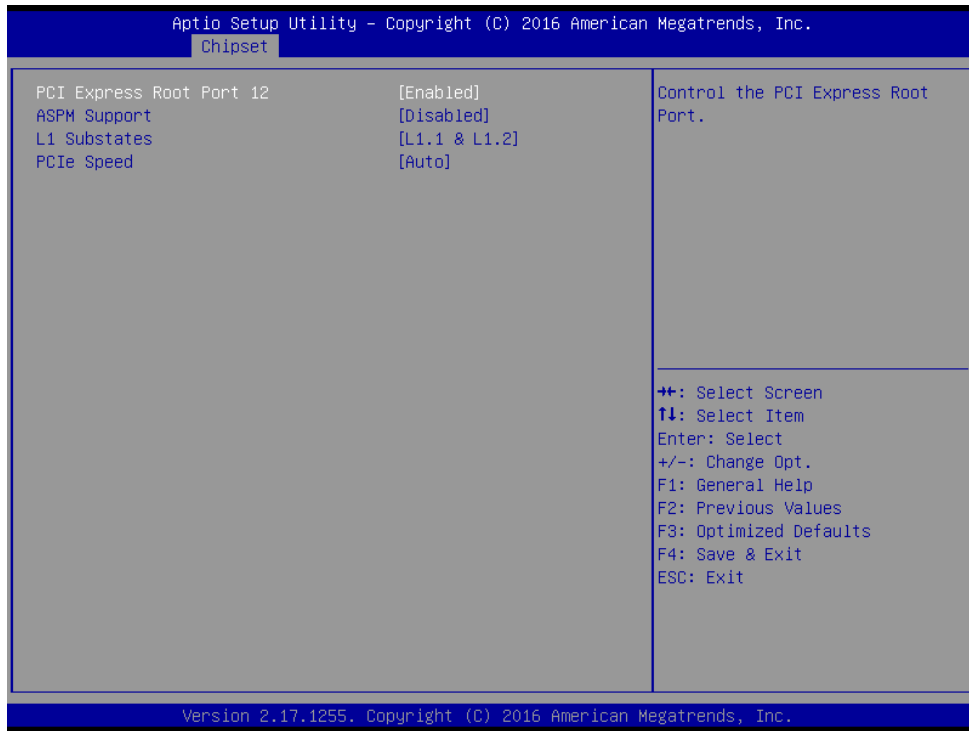 Aptio Setup Utility – Copyright (C) 2016 American Megatrends, Inc.
Chipset
PCI Express Root Port 12 [Enabled]
ASPM Support [Disabled]
L1 Substates [L1.1 & L1.2]
PCIe Speed [Auto]
Control the PCI Express Root
Port.
→←: Select Screen
↑↓: Select Item
Enter: Select
+/-: Change Opt.
F1: General Help
F2: Previous Values
F3: Optimized Defaults
F4: Save & Exit
ESC: Exit
Version 2.17.1255. Copyright (C) 2016 American Megatrends, Inc.